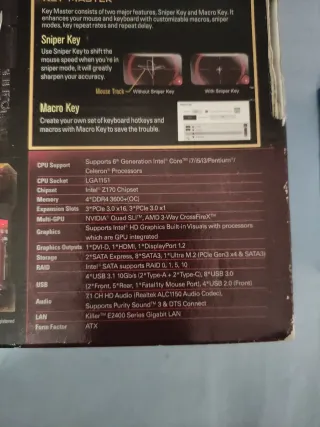 KEY MASTER
Key Master consists of two major features, Sniper Key and Macro Key. It
enhances your mouse and keyboard with customizable macros, sniper
modes, key repeat rates and repeat delay.
Sniper Key
Use Sniper Key to shift the
mouse speed when you're in
sniper mode, it will greatly
sharpen your accuracy.
Mouse Track
Without Sniper Key
With Sniper Key
Macro Key
Create your own set of keyboard hotkeys and
macros with Macro Key to save the trouble.
CPU Support Supports 6th Generation Intel® Core™ i7/i5/i3/Pentium®/
Celeron® Processors
CPU Socket LGA1151
Chipset Intel® Z170 Chipset
Memory 4*DDR4 3600+(OC)
Expansion Slots 3*PCIe 3.0 x16, 3*PCIe 3.0 x1
Multi-GPU NVIDIA® Quad SLI™, AMD 3-Way CrossFireX™
Graphics Supports Intel® HD Graphics Built-in Visuals with processors
which are GPU integrated
Graphics Outputs 1*DVI-D, 1*HDMI, 1*DisplayPort 1.2
Storage 2*SATA Express, 8*SATA3, 1*Ultra M.2 (PCIe Gen3 x4 & SATA3)
RAID Intel® SATA supports RAID 0, 1, 5, 10
USB 4*USB 3.1 10Gb/s (2*Type-A + 2*Type-C), 8*USB 3.0
(2*Front, 5*Rear, 1*Fatal1ty Mouse Port), 4*USB 2.0 (Front)
Audio 7.1 CH HD Audio (Realtek ALC1150 Audio Codec),
Supports Purity Sound™ 3 & DTS Connect
LAN Killer™ E2400 Series Gigabit LAN
Form Factor ATX